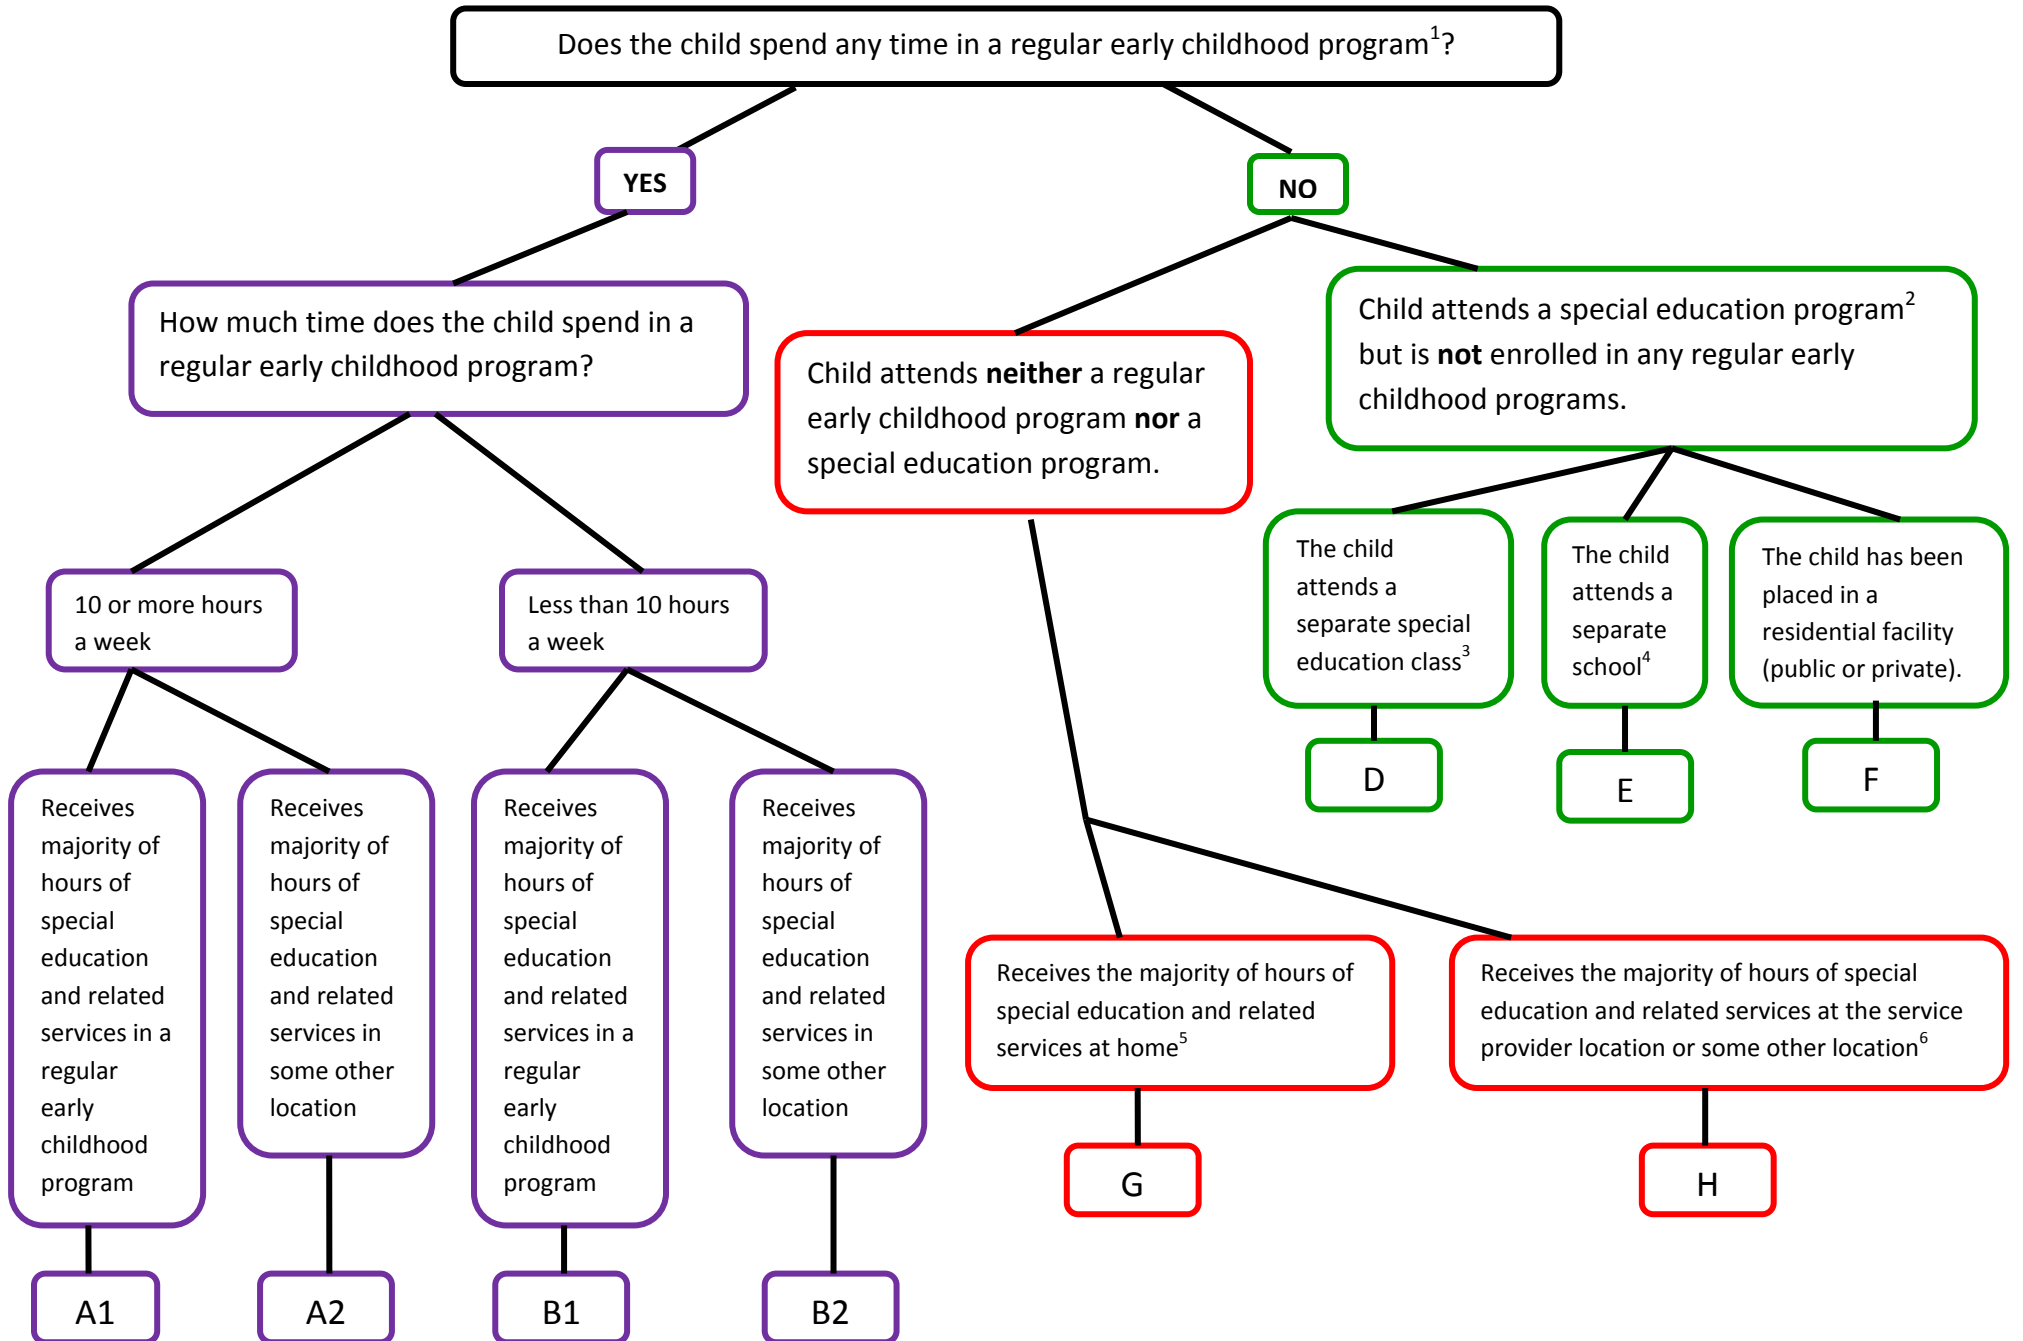 Does the child spend any time in a regular early childhood program¹?
YES
NO
How much time does the child spend in a
regular early childhood program?
Child attends neither a regular
early childhood program nor a
special education program.
Child attends a special education program²
but is not enrolled in any regular early
childhood programs.
10 or more hours
a week
Less than 10 hours
a week
The child
attends a
separate special
education class³
The child
attends a
separate
school⁴
The child has been
placed in a
residential facility
(public or private).
D
E
F
Receives
majority of
hours of
special
education
and related
services in a
regular
early
childhood
program
Receives
majority of
hours of
special
education
and related
services in
some other
location
Receives
majority of
hours of
special
education
and related
services in a
regular
early
childhood
program
Receives
majority of
hours of
special
education
and related
services in
some other
location
Receives the majority of hours of
special education and related
services at home⁵
Receives the majority of hours of special
education and related services at the service
provider location or some other location⁶
G
H
A1
A2
B1
B2